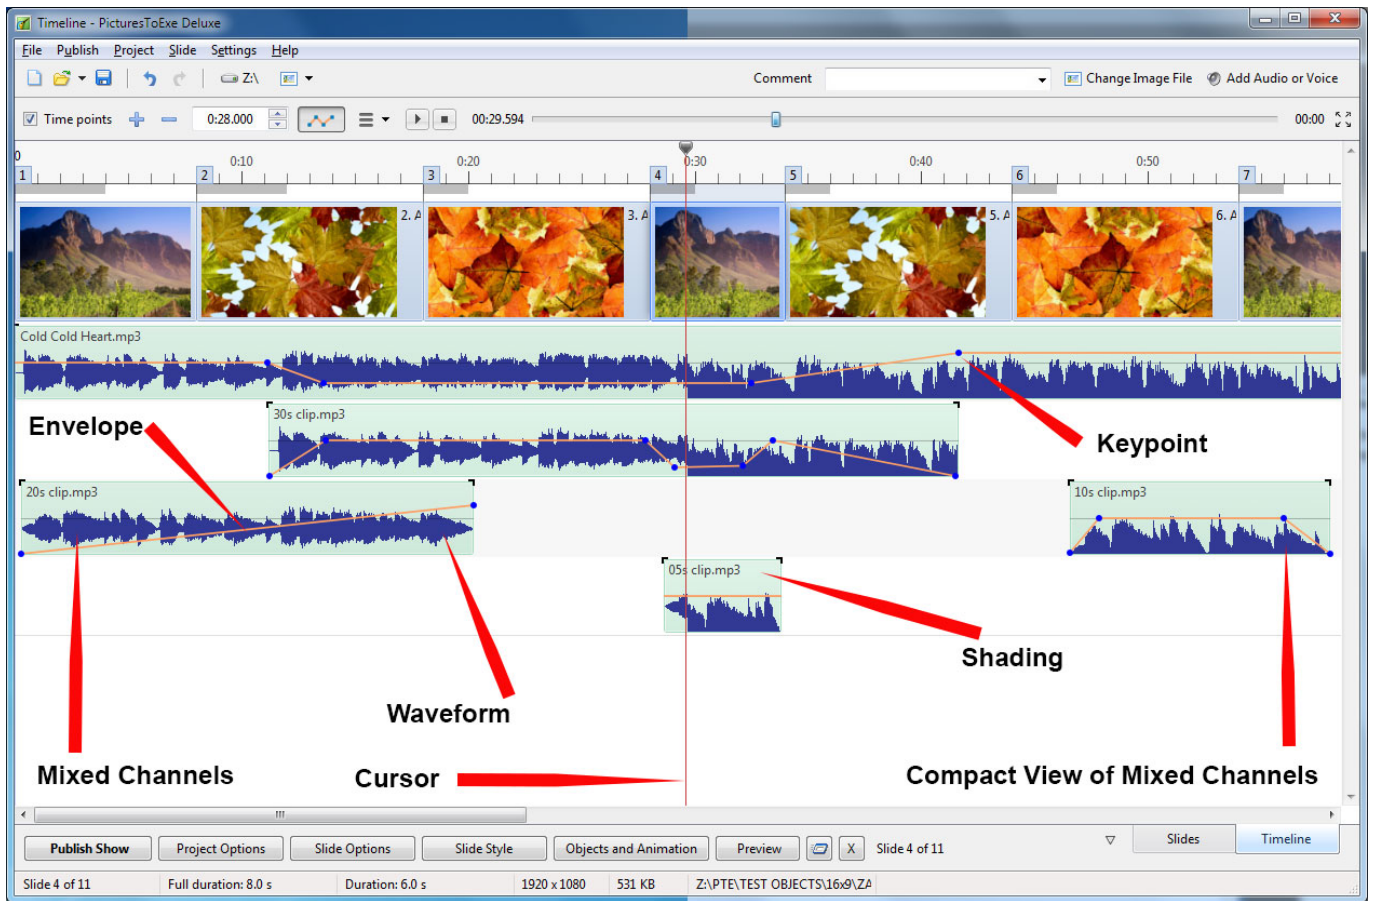 Timeline - PicturesToExe Deluxe
File Publish Project Slide Settings Help
Z:\ Comment Change Image File Add Audio or Voice
Time points 0:28.000 00:29.594 00:00
0 0:10 0:20 0:30 0:40 0:50
1 2 3 4 5 6 7
2. A 3. A 5. A 6. A
Cold Cold Heart.mp3
30s clip.mp3
Envelope
Keypoint
20s clip.mp3 10s clip.mp3
05s clip.mp3
Shading
Waveform
Mixed Channels Cursor Compact View of Mixed Channels
Publish Show Project Options Slide Options Slide Style Objects and Animation Preview X Slide 4 of 11 Slides Timeline
Slide 4 of 11 Full duration: 8.0 s Duration: 6.0 s 1920 x 1080 531 KB Z:\PTE\TEST OBJECTS\16x9\ZA